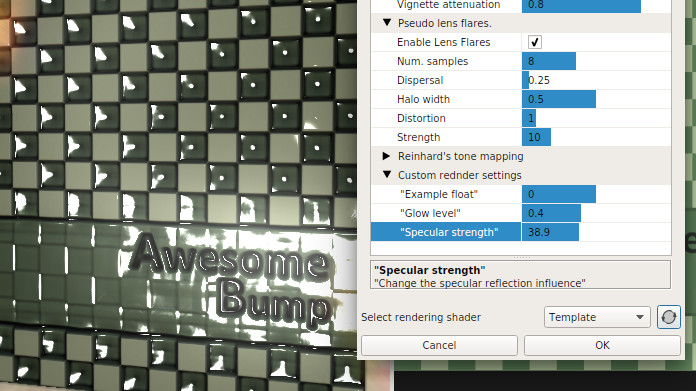 Vignette attenuation 0.8
Pseudo lens flares.
Enable Lens Flares
Num. samples 8
Dispersal 0.25
Halo width 0.5
Distortion 1
Strength 10
Reinhard's tone mapping
Custom rednder settings
"Example float" 0
"Glow level" 0.4
"Specular strength" 38.9
"Specular strength"
"Change the specular reflection influence"
Select rendering shader Template
Cancel OK
Awesome
Bump